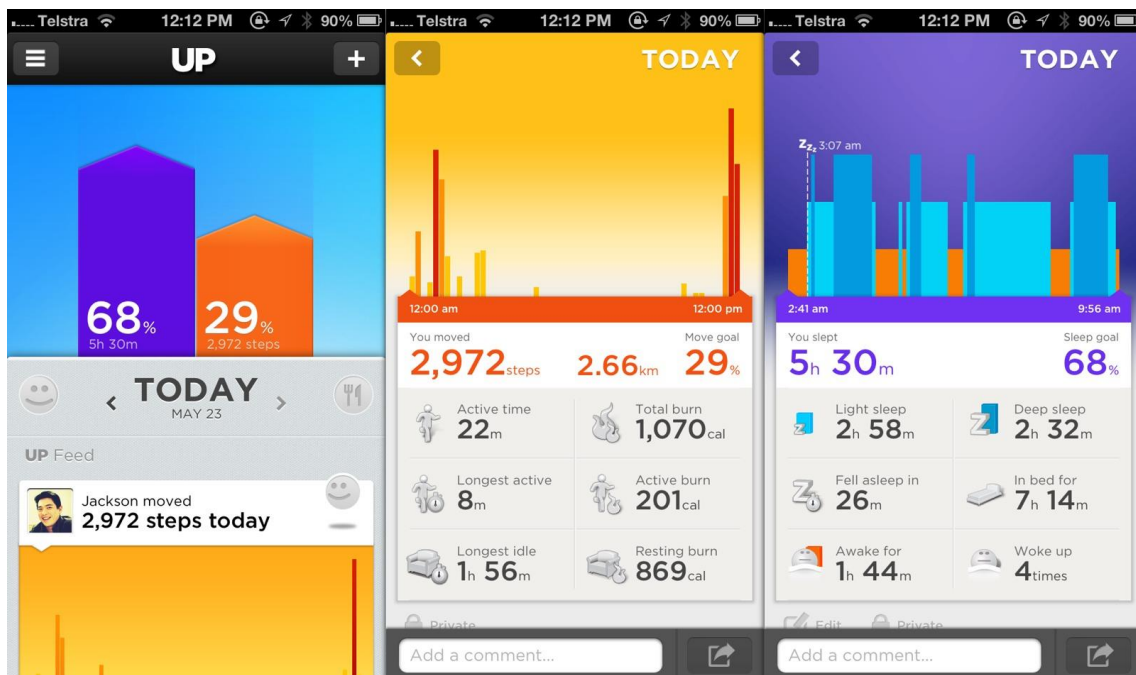 Telstra 12:12 PM 90%
UP +
68%
5h 30m
29%
2,972 steps
TODAY
MAY 23
UP Feed
Jackson moved
2,972 steps today
Telstra 12:12 PM 90%
TODAY
12:00 am 12:00 pm
You moved Move goal
2,972 steps 2.66km 29%
Active time
22m
Total burn
1,070cal
Longest active
8m
Active burn
201cal
Longest idle
1h 56m
Resting burn
869cal
Private
Add a comment...
Telstra 12:12 PM 90%
TODAY
Zzz 3:07 am
2:41 am 9:56 am
You slept Sleep goal
5h 30m 68%
Light sleep
2h 58m
Deep sleep
2h 32m
Fell asleep in
26m
In bed for
7h 14m
Awake for
1h 44m
Woke up
4times
Edit Private
Add a comment...